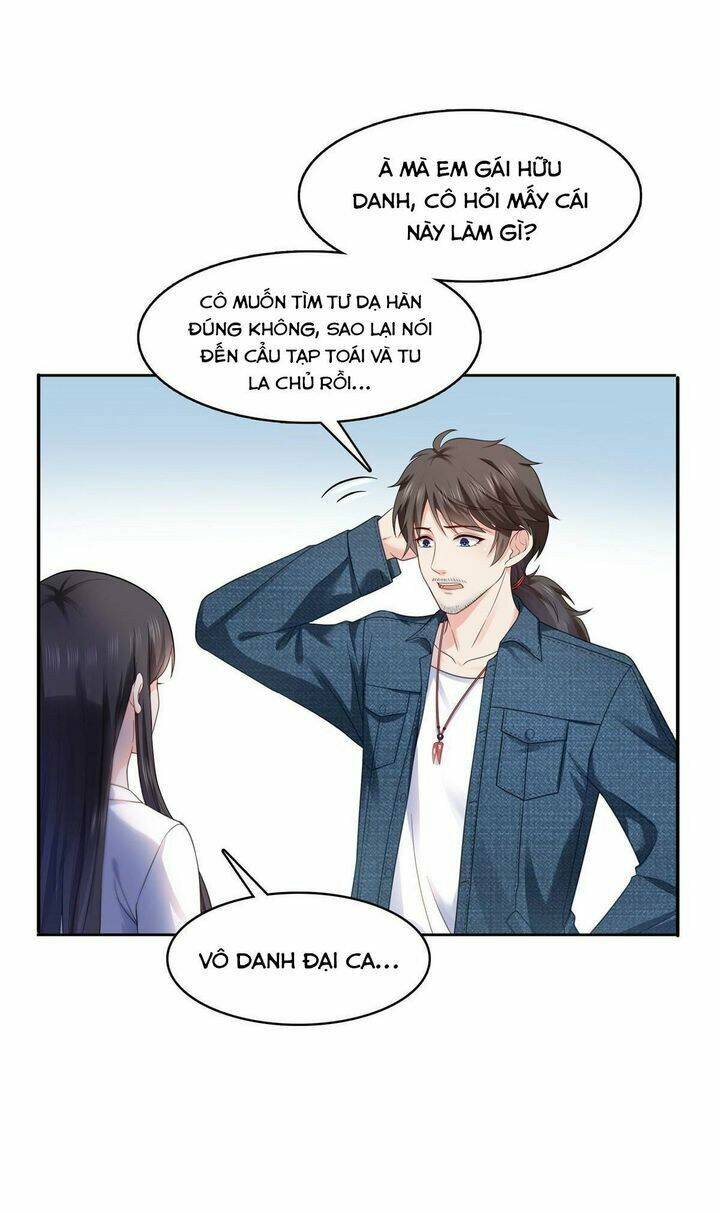 À MÀ EM GÁI HỮU
DANH, CÔ HỎI MẤY CÁI
NÀY LÀM GÌ?
CÔ MUỐN TÌM TƯ DẠ HÀN
ĐÚNG KHÔNG, SAO LẠI NÓI
ĐẾN CẨU TẠP TOÁI VÀ TU
LA CHỦ RỒI...
VÔ DANH ĐẠI CA...